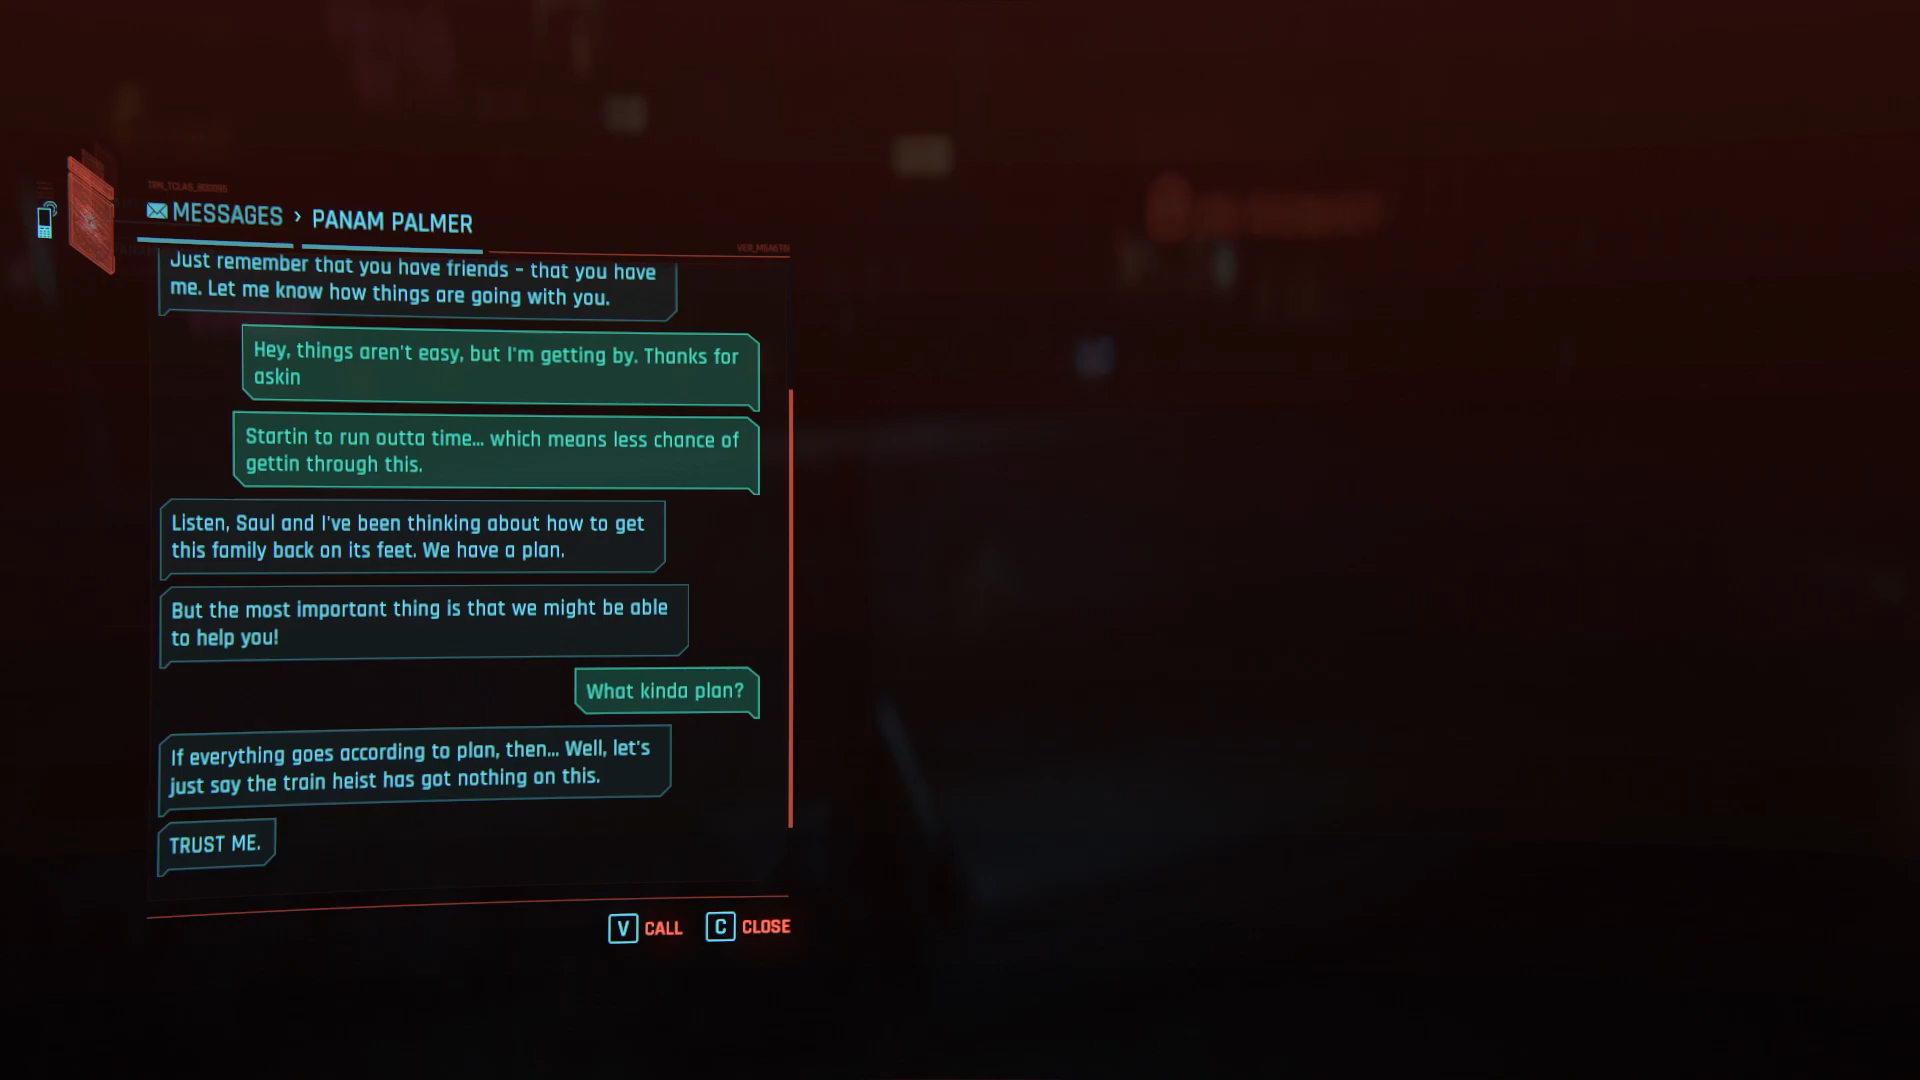 TRN_TCLAS_800095
MESSAGES › PANAM PALMER
Just remember that you have friends – that you have
me. Let me know how things are going with you.
Hey, things aren't easy, but I'm getting by. Thanks for
askin
Startin to run outta time... which means less chance of
gettin through this.
Listen, Saul and I've been thinking about how to get
this family back on its feet. We have a plan.
But the most important thing is that we might be able
to help you!
What kinda plan?
If everything goes according to plan, then... Well, let's
just say the train heist has got nothing on this.
TRUST ME.
V CALL C CLOSE